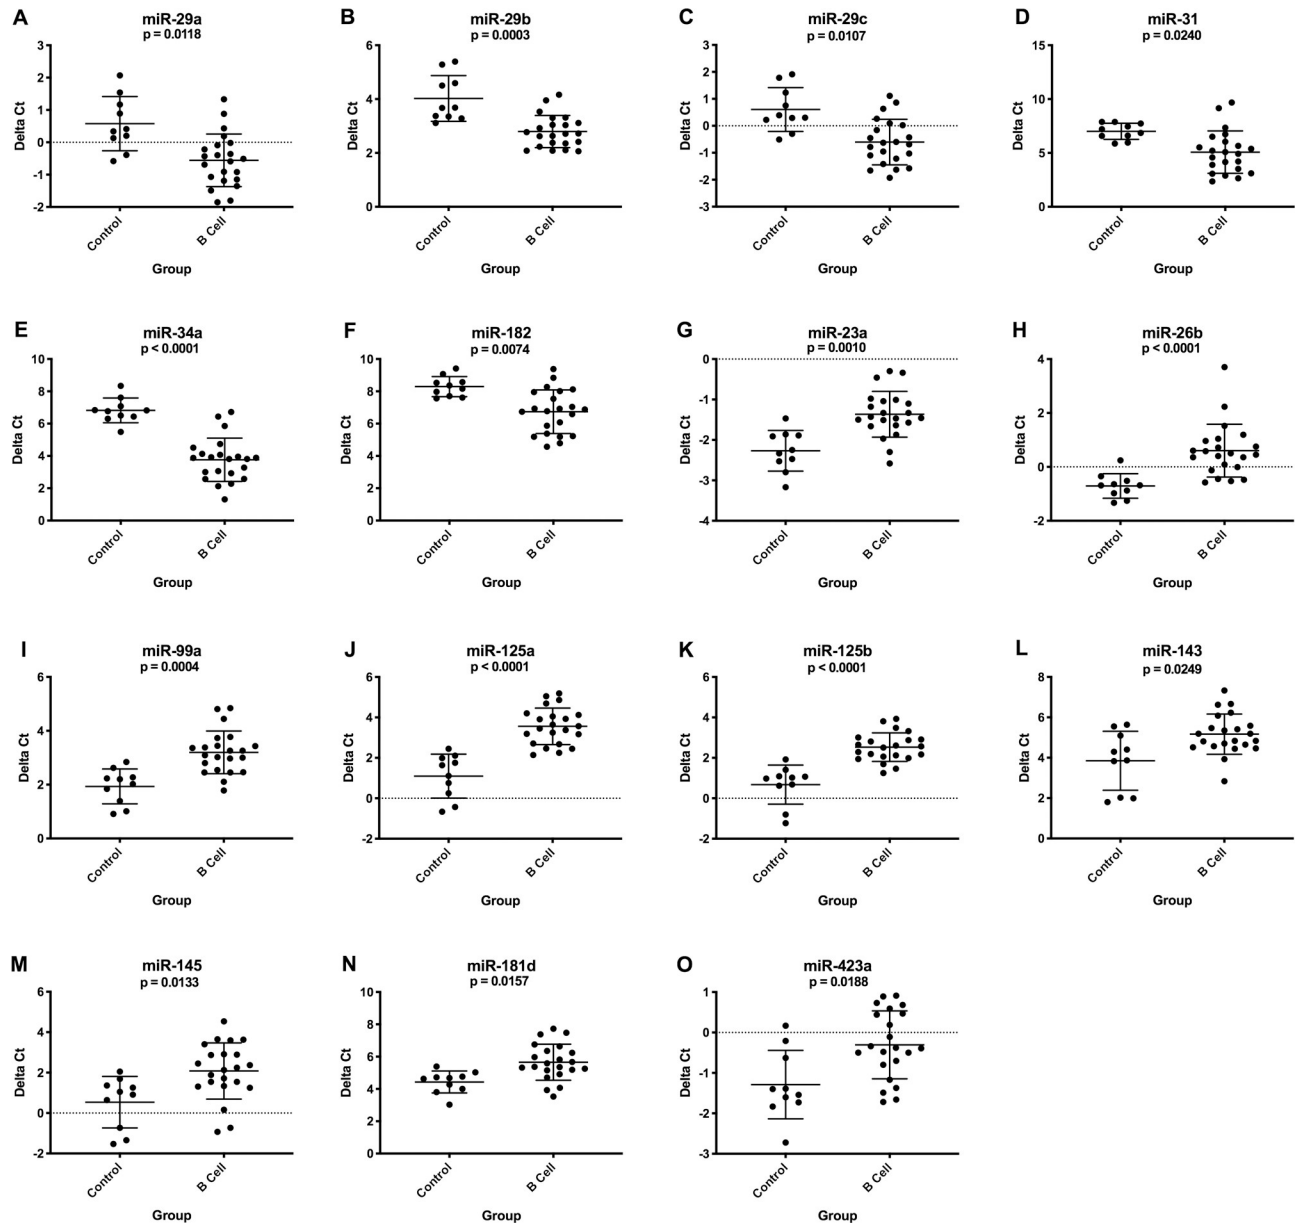 A
miR-29a
p = 0.0118
Delta Ct
3
2
1
0
-1
-2
Control
B Cell
Group
B
miR-29b
p = 0.0003
Delta Ct
6
4
2
0
Control
B Cell
Group
C
miR-29c
p = 0.0107
Delta Ct
3
2
1
0
-1
-2
-3
Control
B Cell
Group
D
miR-31
p = 0.0240
Delta Ct
15
10
5
0
Control
B Cell
Group
E
miR-34a
p < 0.0001
Delta Ct
10
8
6
4
2
0
Control
B Cell
Group
F
miR-182
p = 0.0074
Delta Ct
10
8
6
4
2
0
Control
B Cell
Group
G
miR-23a
p = 0.0010
Delta Ct
0
-1
-2
-3
-4
Control
B Cell
Group
H
miR-26b
p < 0.0001
Delta Ct
4
2
0
-2
Control
B Cell
Group
I
miR-99a
p = 0.0004
Delta Ct
6
4
2
0
Control
B Cell
Group
J
miR-125a
p < 0.0001
Delta Ct
6
4
2
0
-2
Control
B Cell
Group
K
miR-125b
p < 0.0001
Delta Ct
6
4
2
0
-2
Control
B Cell
Group
L
miR-143
p = 0.0249
Delta Ct
8
6
4
2
0
Control
B Cell
Group
M
miR-145
p = 0.0133
Delta Ct
6
4
2
0
-2
Control
B Cell
Group
N
miR-181d
p = 0.0157
Delta Ct
10
8
6
4
2
0
Control
B Cell
Group
O
miR-423a
p = 0.0188
Delta Ct
1
0
-1
-2
-3
Control
B Cell
Group